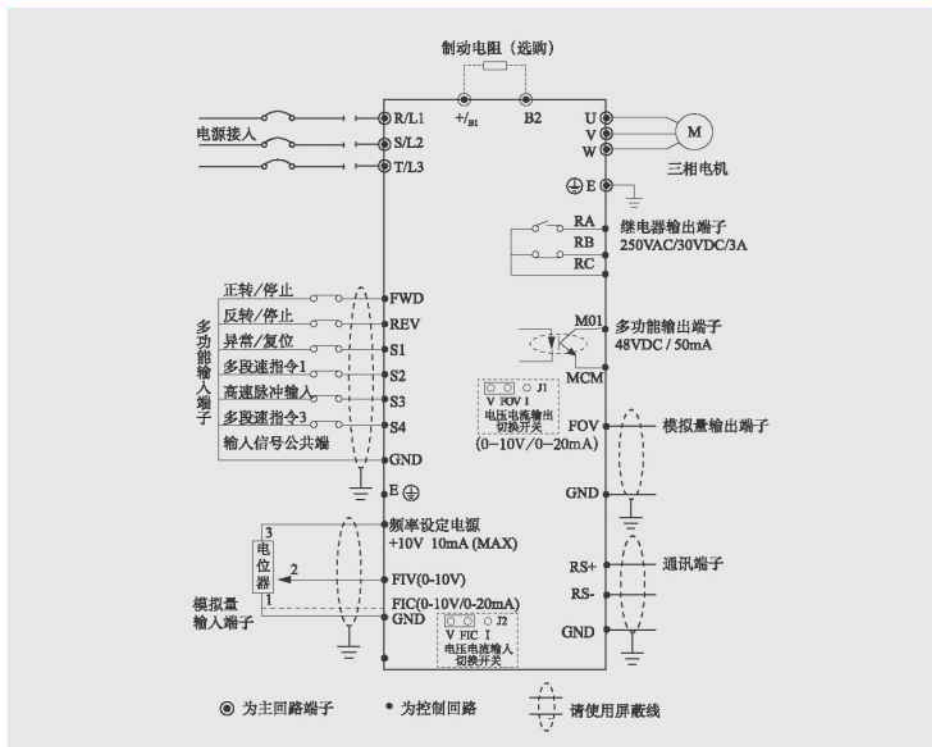 制动电阻（选购）
+/B1
B2
R/L1
电源接入
S/L2
T/L3
U
V
W
M
三相电机
E
RA
RB
RC
继电器输出端子
250VAC/30VDC/3A
多功能输入端子
正转/停止
FWD
反转/停止
REV
异常/复位
S1
多段速指令1
S2
高速脉冲输入
S3
多段速指令3
S4
输入信号公共端
GND
E
M01
多功能输出端子
48VDC / 50mA
MCM
J1
V FOV I
电压电流输出
切换开关
(0-10V/0-20mA)
FOV
模拟量输出端子
GND
3
电位器
2
1
频率设定电源
+10V 10mA (MAX)
FIV(0-10V)
FIC(0-10V/0-20mA)
GND
模拟量
输入端子
J2
V FIC I
电压电流输入
切换开关
RS+
通讯端子
RS-
GND
为主回路端子
为控制回路
请使用屏蔽线